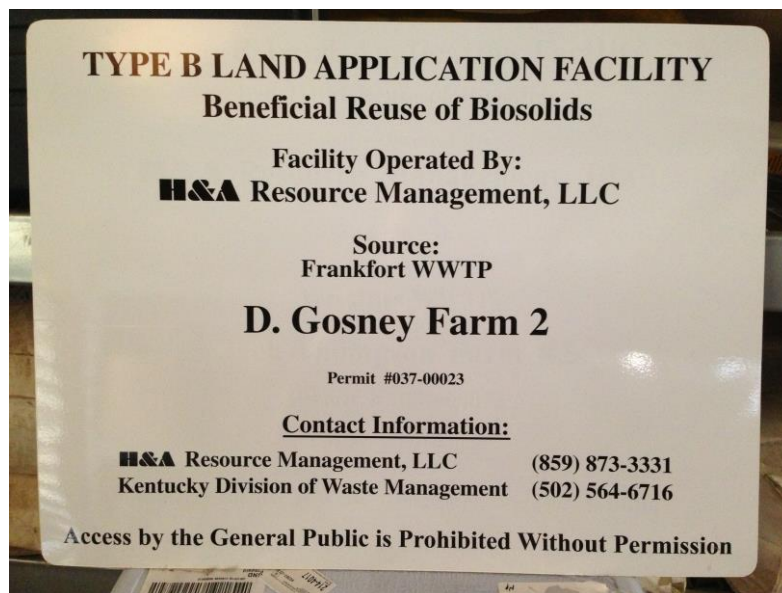 TYPE B LAND APPLICATION FACILITY
Beneficial Reuse of Biosolids
Facility Operated By:
H&A Resource Management, LLC
Source:
Frankfort WWTP
D. Gosney Farm 2
Permit #037-00023
Contact Information:
H&A Resource Management, LLC (859) 873-3331
Kentucky Division of Waste Management (502) 564-6716
Access by the General Public is Prohibited Without Permission